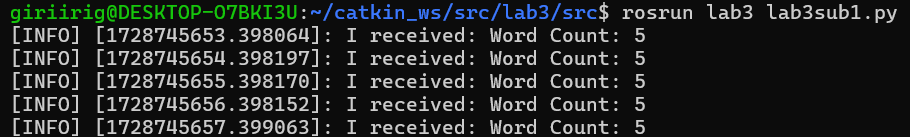 giriirig@DESKTOP-O7BKI3U:~/catkin_ws/src/lab3/src$ rosrun lab3 lab3sub1.py
[INFO] [1728745653.398064]: I received: Word Count: 5
[INFO] [1728745654.398197]: I received: Word Count: 5
[INFO] [1728745655.398170]: I received: Word Count: 5
[INFO] [1728745656.398152]: I received: Word Count: 5
[INFO] [1728745657.399063]: I received: Word Count: 5